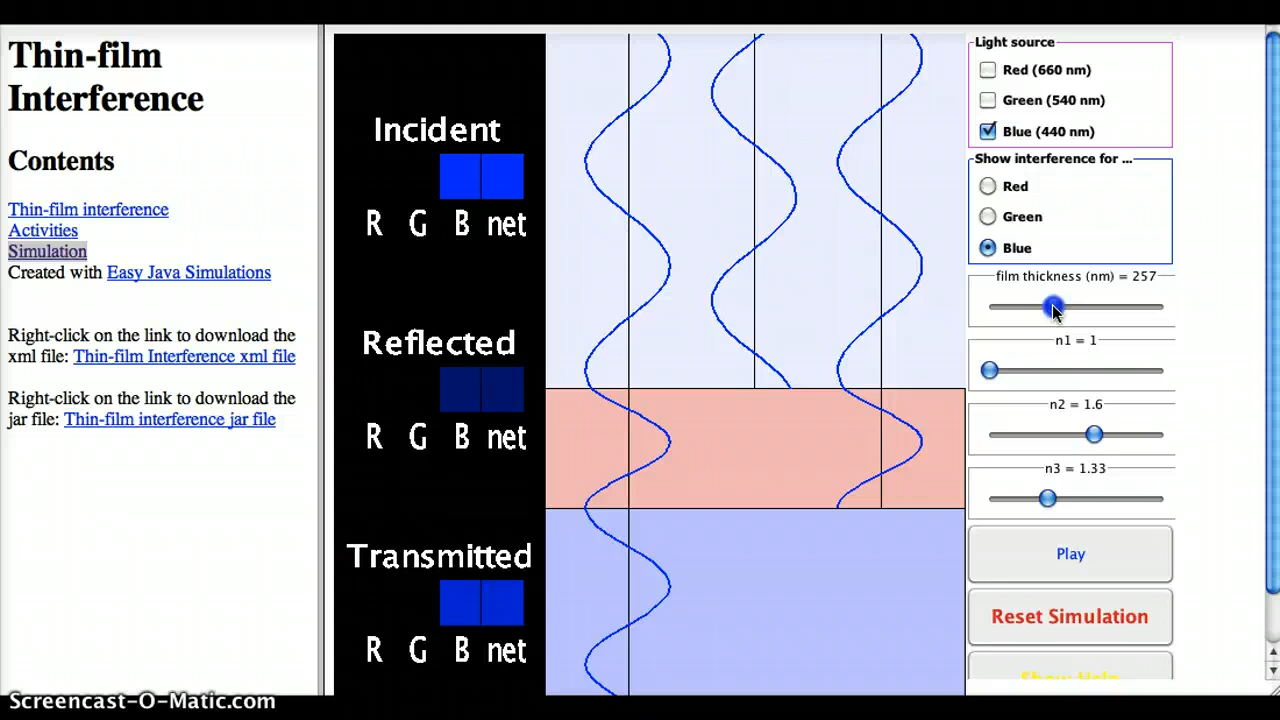 Thin-film
Interference
Contents
Thin-film interference
Activities
Simulation
Created with Easy Java Simulations
Right-click on the link to download the
xml file: Thin-film Interference xml file
Right-click on the link to download the
jar file: Thin-film interference jar file
Incident
R G B net
Reflected
R G B net
Transmitted
R G B net
Light source
Red (660 nm)
Green (540 nm)
Blue (440 nm)
Show interference for ...
Red
Green
Blue
film thickness (nm) = 257
n1 = 1
n2 = 1.6
n3 = 1.33
Play
Reset Simulation
Show Help
Screencast-O-Matic.com